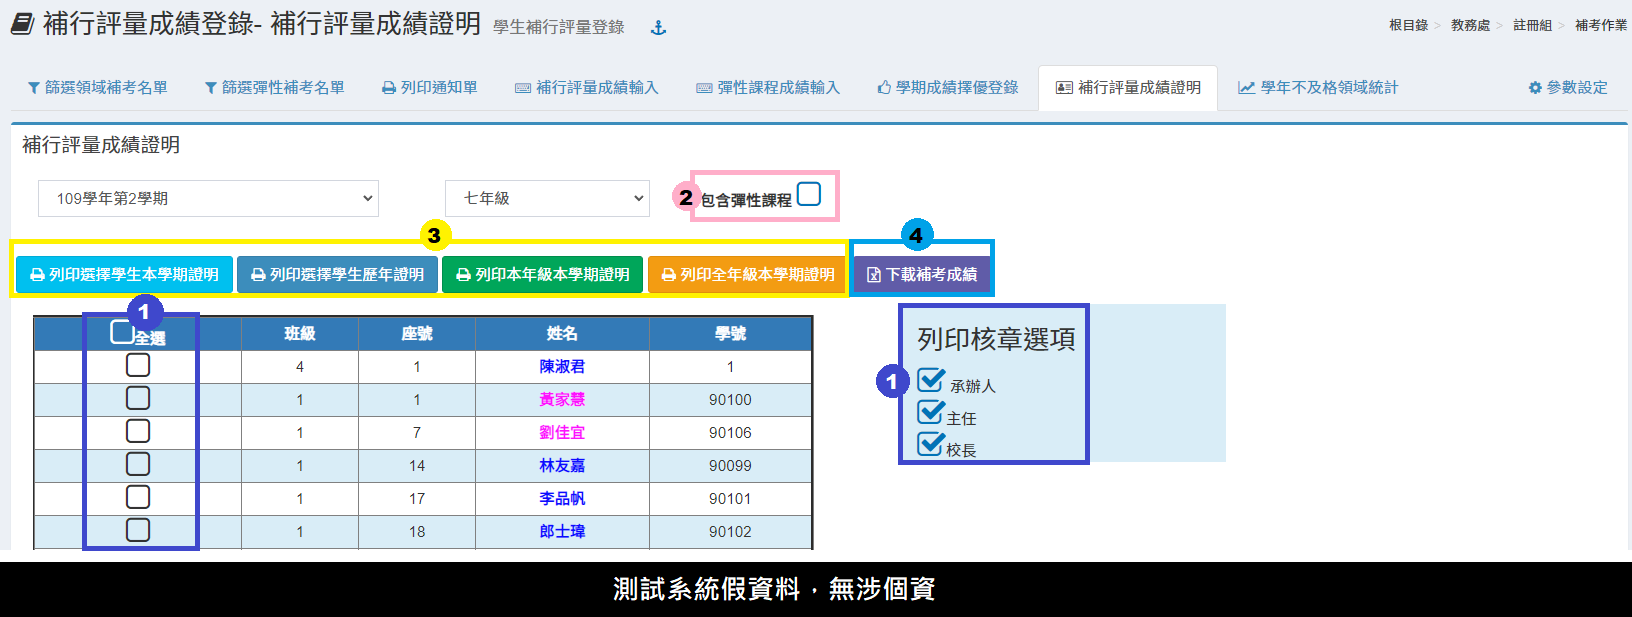 補行評量成績登錄- 補行評量成績證明 學生補行評量登錄
根目錄 > 教務處 > 註冊組 > 補考作業
篩選領域補考名單 篩選彈性補考名單 列印通知單 補行評量成績輸入 彈性課程成績輸入 學期成績擇優登錄 補行評量成績證明 學年不及格領域統計 參數設定
補行評量成績證明
109學年第2學期 七年級 2 包含彈性課程
3 4
列印選擇學生本學期證明 列印選擇學生歷年證明 列印本年級本學期證明 列印全年級本學期證明 下載補考成績
1
全選 班級 座號 姓名 學號
4 1 陳淑君 1
1 1 黃家慧 90100
1 7 劉佳宜 90106
1 14 林友嘉 90099
1 17 李品帆 90101
1 18 郎士瑋 90102
列印核章選項
1 承辦人
主任
校長
測試系統假資料，無涉個資